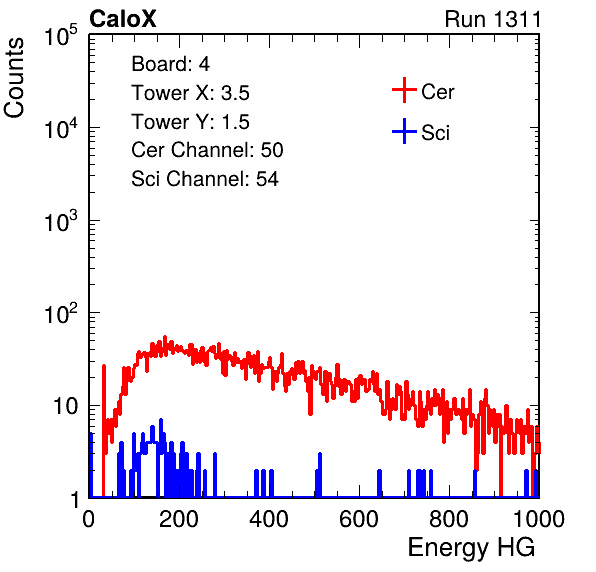 CaloX Run 1311
Counts
10^5
10^4
10^3
10^2
10
1
Board: 4
Tower X: 3.5
Tower Y: 1.5
Cer Channel: 50
Sci Channel: 54
Cer
Sci
0 200 400 600 800 1000
Energy HG